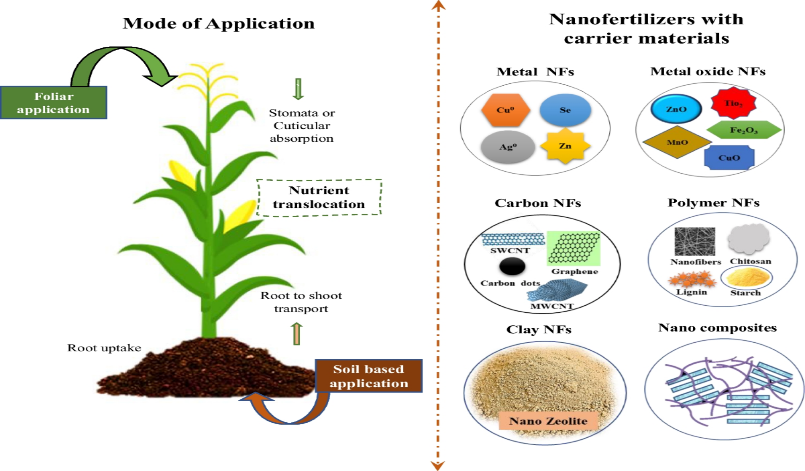 Mode of Application
Foliar
application
Stomata or
Cuticular
absorption
Nutrient
translocation
Root to shoot
transport
Root uptake
Soil based
application
Nanofertilizers with
carrier materials
Metal NFs
Cu⁰
Se
Ag⁰
Zn
Metal oxide NFs
ZnO
Tio₂
Fe₂O₃
MnO
CuO
Carbon NFs
SWCNT
Graphene
Carbon dots
MWCNT
Polymer NFs
Nanofibers
Chitosan
Lignin
Starch
Clay NFs
Nano Zeolite
Nano composites